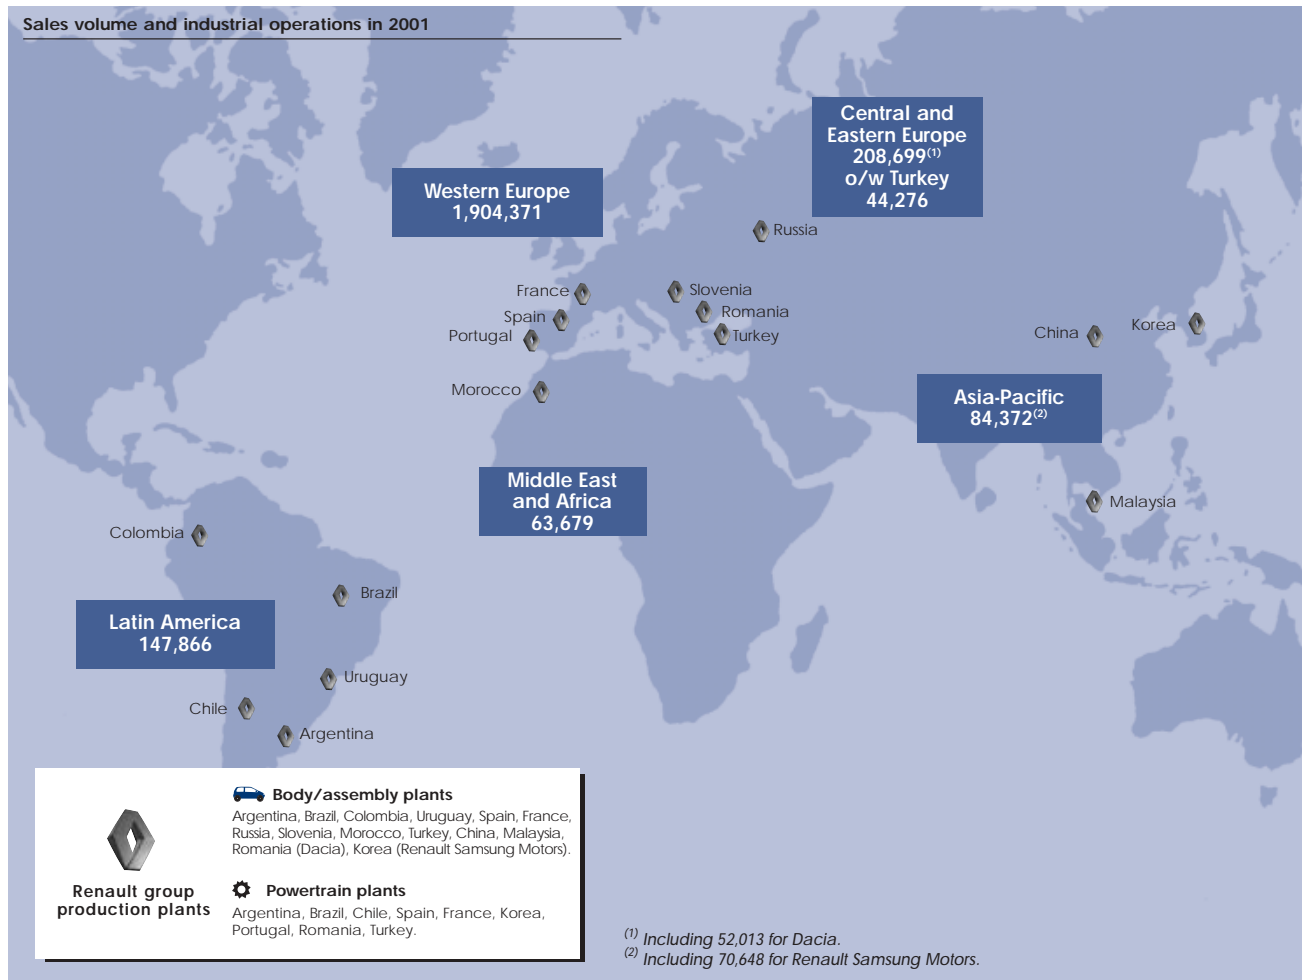 Sales volume and industrial operations in 2001
Central and
Eastern Europe
208,699(1)
o/w Turkey
44,276
Western Europe
1,904,371
Russia
France
Slovenia
Spain
Romania
Portugal
Turkey
China
Korea
Morocco
Asia-Pacific
84,372(2)
Middle East
and Africa
63,679
Malaysia
Colombia
Brazil
Latin America
147,866
Uruguay
Chile
Argentina
Renault group
production plants
Body/assembly plants
Argentina, Brazil, Colombia, Uruguay, Spain, France,
Russia, Slovenia, Morocco, Turkey, China, Malaysia,
Romania (Dacia), Korea (Renault Samsung Motors).
Powertrain plants
Argentina, Brazil, Chile, Spain, France, Korea,
Portugal, Romania, Turkey.
(1) Including 52,013 for Dacia.
(2) Including 70,648 for Renault Samsung Motors.